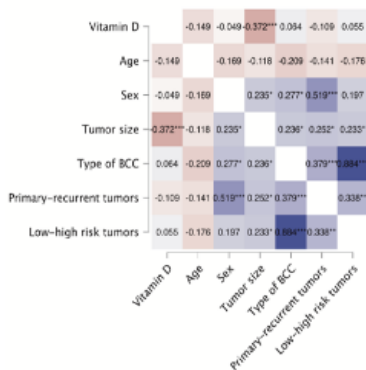 Vitamin D -0.149 -0.049 -0.372*** 0.064 -0.109 0.055
Age -0.149 -0.169 -0.118 -0.209 -0.141 -0.176
Sex -0.049 -0.169 0.235* 0.277* 0.519*** 0.197
Tumor size -0.372*** -0.118 0.235* 0.236* 0.252* 0.233*
Type of BCC 0.064 -0.209 0.277* 0.236* 0.379***
Primary-recurrent tumors -0.109 -0.141 0.519*** 0.252* 0.379*** 0.338**
Low-high risk tumors 0.055 -0.176 0.197 0.233* 0.338**
Vitamin D
Age
Sex
Tumor size
Type of BCC
Primary-recurrent tumors
Low-high risk tumors